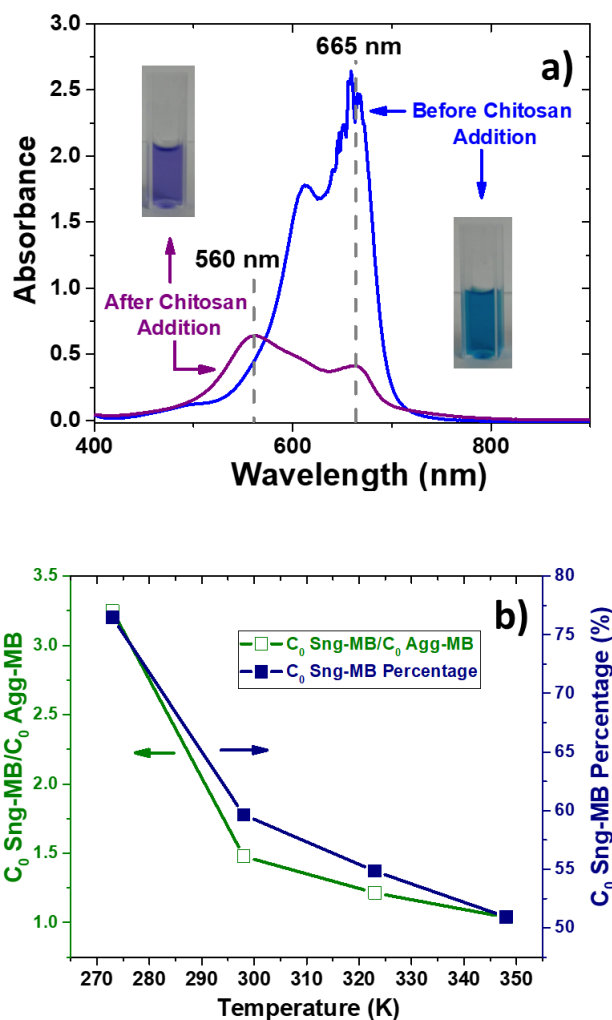 3.0
2.5
2.0
1.5
1.0
0.5
0.0
Absorbance
665 nm
a)
Before Chitosan
Addition
560 nm
After Chitosan
Addition
400
600
800
Wavelength (nm)
3.5
3.0
2.5
2.0
1.5
1.0
C₀ Sng-MB/C₀ Agg-MB
b)
C₀ Sng-MB/C₀ Agg-MB
C₀ Sng-MB Percentage
80
75
70
65
60
55
50
C₀ Sng-MB Percentage (%)
270 280 290 300 310 320 330 340 350
Temperature (K)